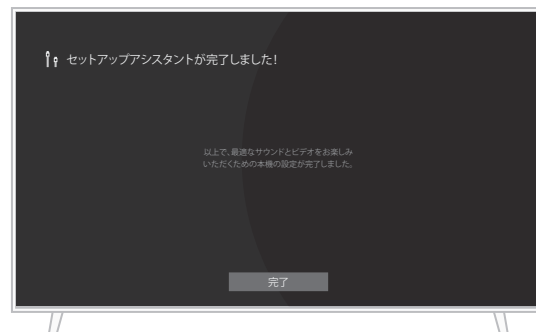 セットアップアシスタントが完了しました!
以上で、最適なサウンドとビデオをお楽しみ
いただくための本機の設定が完了しました。
完了